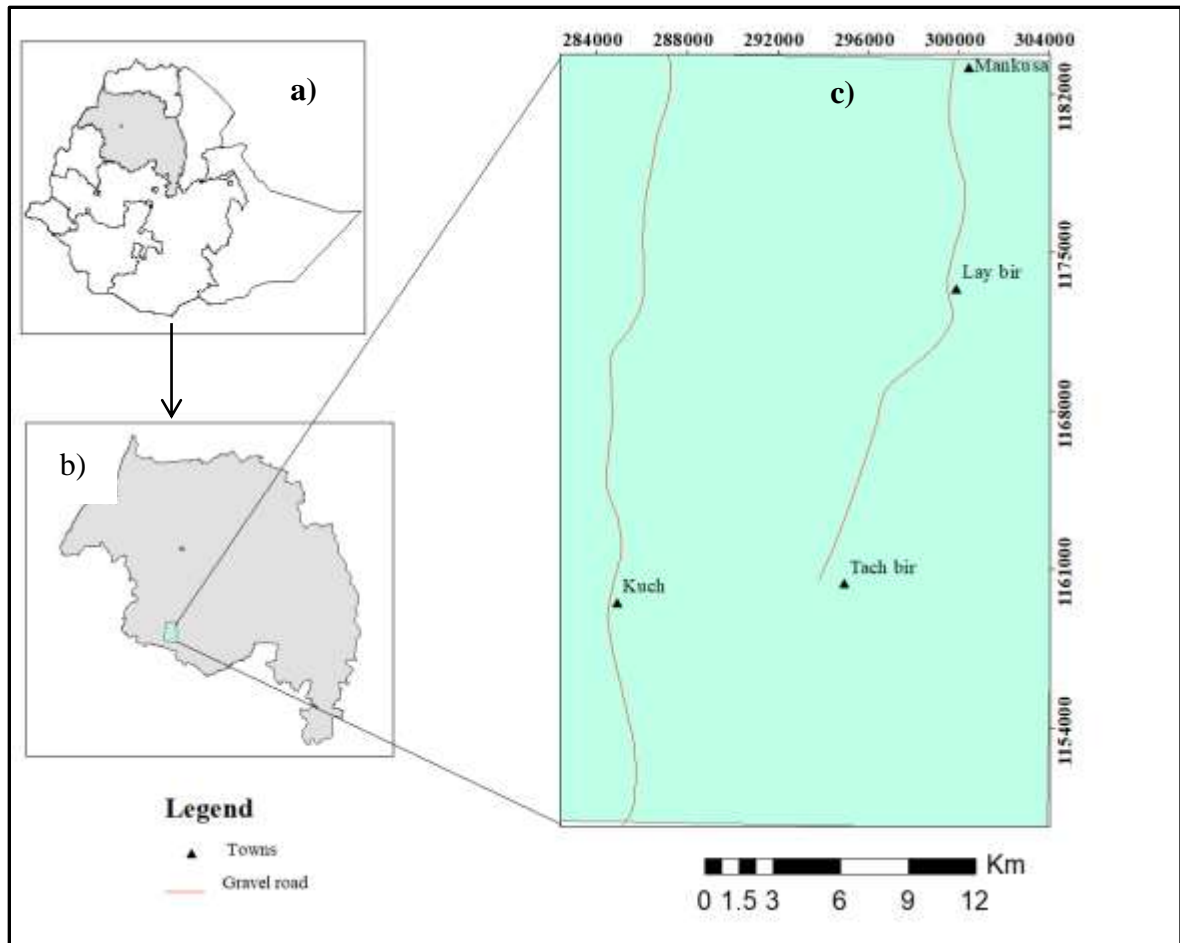 a)
b)
c)
284000 288000 292000 296000 300000 304000
Mankusa
1182000
Lay bir
1175000
1168000
Tach bir
1161000
Kuch
1154000
Legend
Towns
Gravel road
Km
0 1.5 3 6 9 12